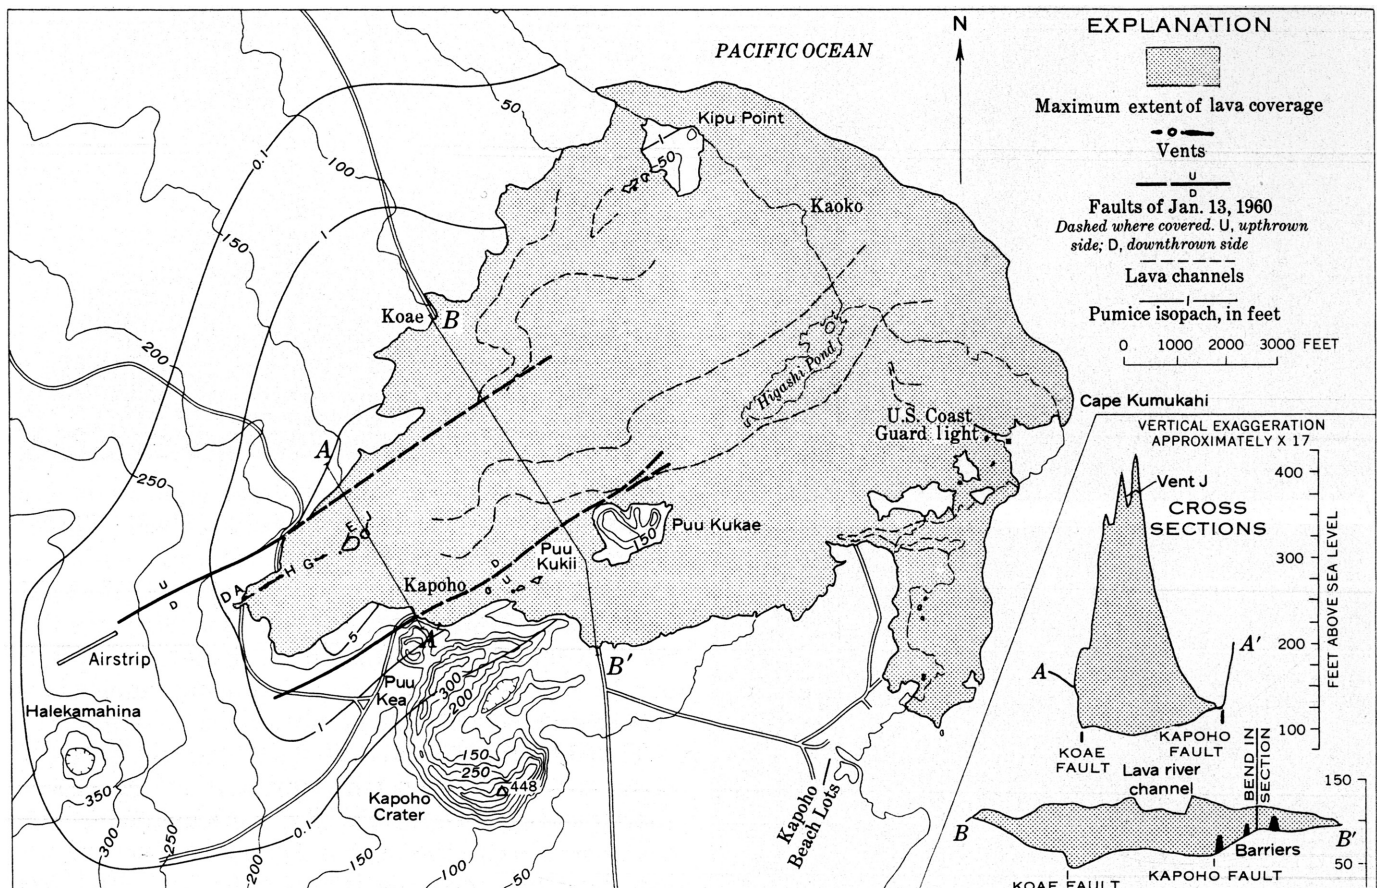 PACIFIC OCEAN
N
EXPLANATION
Maximum extent of lava coverage
Vents
U
D
Faults of Jan. 13, 1960
Dashed where covered. U, upthrown
side; D, downthrown side
Lava channels
1
Pumice isopach, in feet
0 1000 2000 3000 FEET
50
Kipu Point
1
50
0.1
100
Kaoko
150
1
Koae
B
Higashi Pond
200
Cape Kumukahi
U.S. Coast
Guard light
A
250
Puu Kukae
150
E J
D A H G
Puu
Kukii
D
U
Kapoho
U
D
5
A'
Airstrip
B'
Puu
Kea
300
200
1
Halekamahina
150
250
448
350
Kapoho
Crater
Kapoho
Beach Lots
0.1
300
250
200
150
100
50
VERTICAL EXAGGERATION
APPROXIMATELY X 17
400
Vent J
CROSS
SECTIONS
300
FEET ABOVE SEA LEVEL
200
A
A'
100
KOAE
FAULT
KAPOHO
FAULT
BEND IN
SECTION
Lava river
channel
150
B
B'
Barriers
50
KAPOHO FAULT
KOAE FAULT